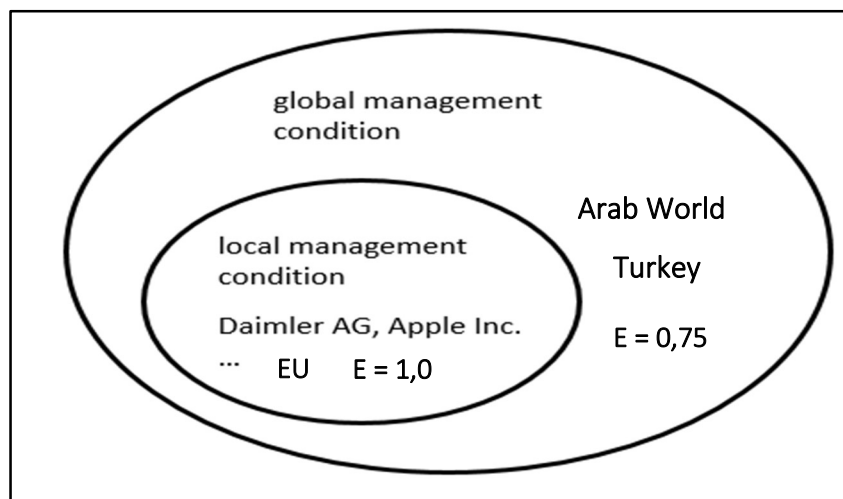 global management
condition
Arab World
Turkey
E = 0,75
local management
condition
Daimler AG, Apple Inc.
... EU E = 1,0